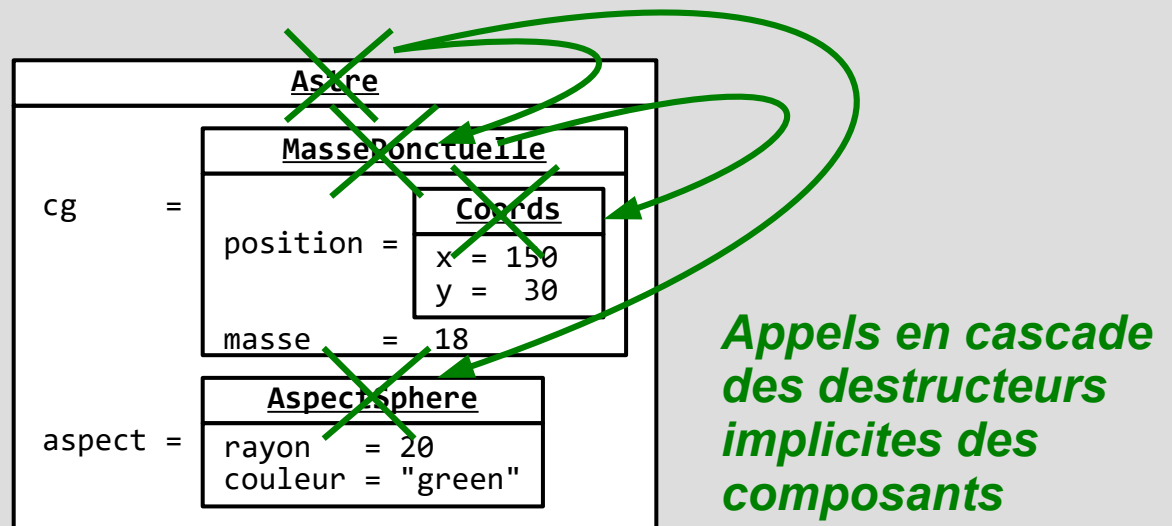 Astre
MassePonctuelle
cg =
Coords
position =
x = 150
y = 30
masse = 18
AspectSphere
aspect =
rayon = 20
couleur = "green"
Appels en cascade
des destructeurs
implicites des
composants